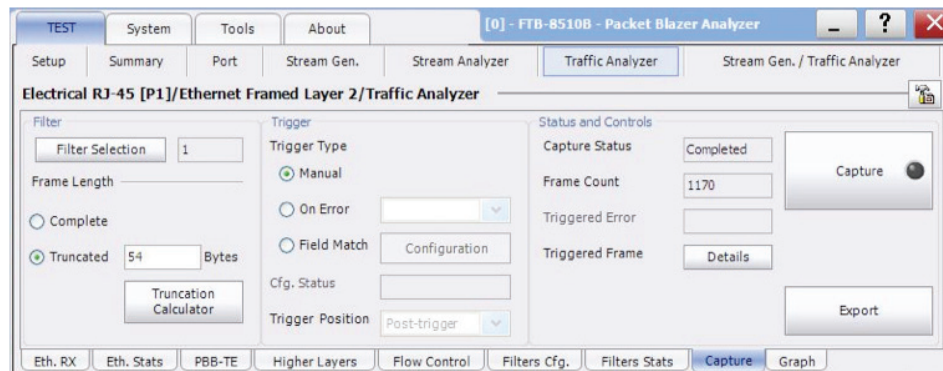 TEST System Tools About [0] - FTB-8510B - Packet Blazer Analyzer _ ? X
Setup Summary Port Stream Gen. Stream Analyzer Traffic Analyzer Stream Gen. / Traffic Analyzer
Electrical RJ-45 [P1]/Ethernet Framed Layer 2/Traffic Analyzer
Filter
Filter Selection 1
Frame Length
Complete
Truncated 54 Bytes
Truncation
Calculator
Trigger
Trigger Type
Manual
On Error
Field Match Configuration
Cfg. Status
Trigger Position Post-trigger
Status and Controls
Capture Status Completed
Frame Count 1170
Triggered Error
Triggered Frame Details
Capture
Export
Eth. RX Eth. Stats PBB-TE Higher Layers Flow Control Filters Cfg. Filters Stats Capture Graph